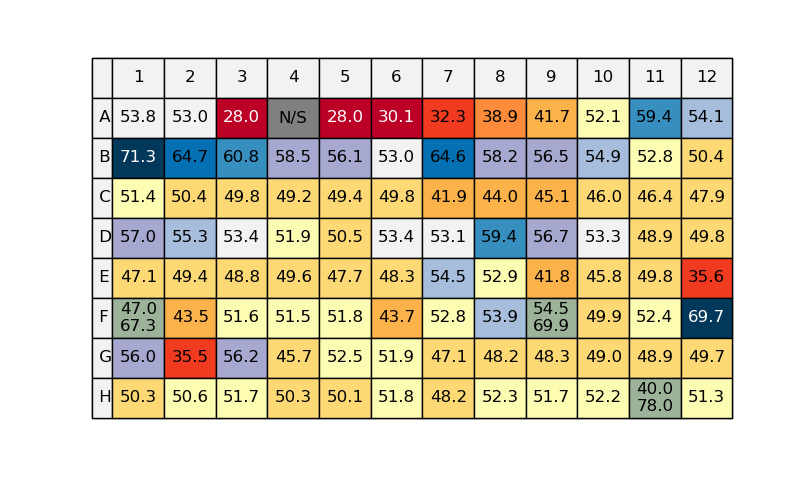 1 2 3 4 5 6 7 8 9 10 11 12
A 53.8 53.0 28.0 N/S 28.0 30.1 32.3 38.9 41.7 52.1 59.4 54.1
B 71.3 64.7 60.8 58.5 56.1 53.0 64.6 58.2 56.5 54.9 52.8 50.4
C 51.4 50.4 49.8 49.2 49.4 49.8 41.9 44.0 45.1 46.0 46.4 47.9
D 57.0 55.3 53.4 51.9 50.5 53.4 53.1 59.4 56.7 53.3 48.9 49.8
E 47.1 49.4 48.8 49.6 47.7 48.3 54.5 52.9 41.8 45.8 49.8 35.6
F 47.0 67.3 43.5 51.6 51.5 51.8 43.7 52.8 53.9 54.5 69.9 49.9 52.4 69.7
G 56.0 35.5 56.2 45.7 52.5 51.9 47.1 48.2 48.3 49.0 48.9 49.7
H 50.3 50.6 51.7 50.3 50.1 51.8 48.2 52.3 51.7 52.2 40.0 78.0 51.3